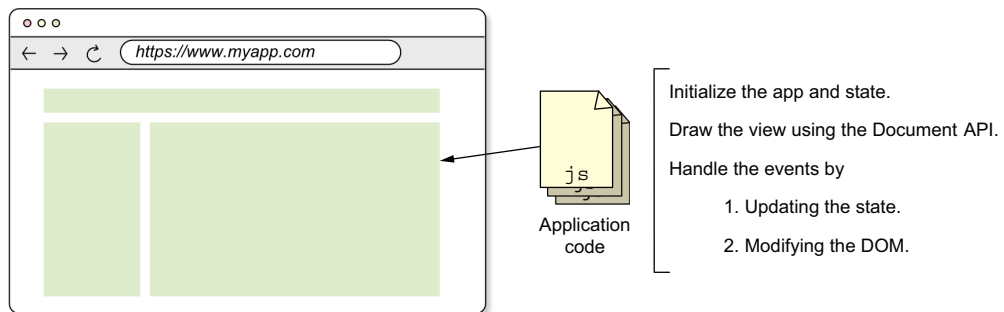 https://www.myapp.com
js
js
Application
code
Initialize the app and state.
Draw the view using the Document API.
Handle the events by
1. Updating the state.
2. Modifying the DOM.